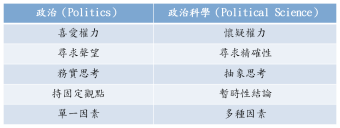 政治（Politics） 政治科學（Political Science）
喜愛權力 懷疑權力
尋求聲望 尋求精確性
務實思考 抽象思考
持固定觀點 暫時性結論
單一因素 多種因素